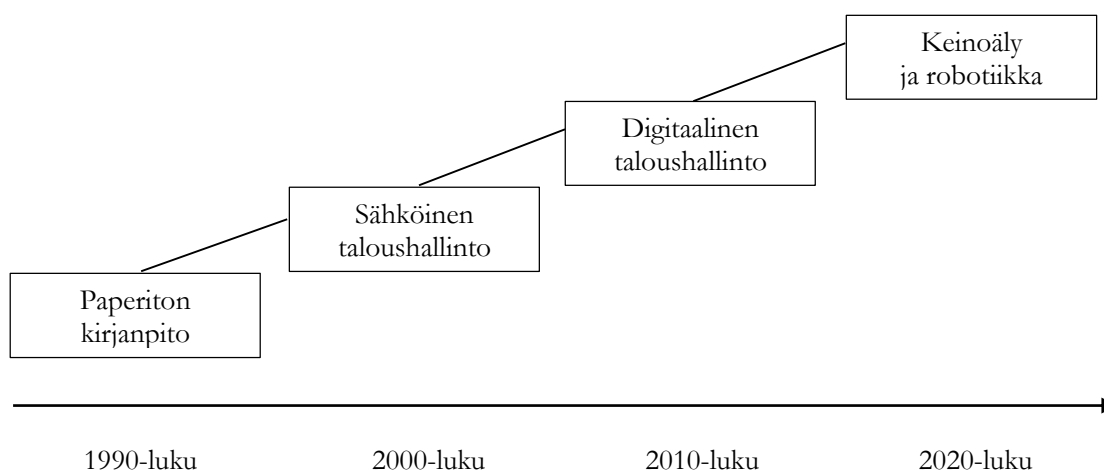 Keinoäly
ja robotiikka
Digitaalinen
taloushallinto
Sähköinen
taloushallinto
Paperiton
kirjanpito
1990-luku 2000-luku 2010-luku 2020-luku